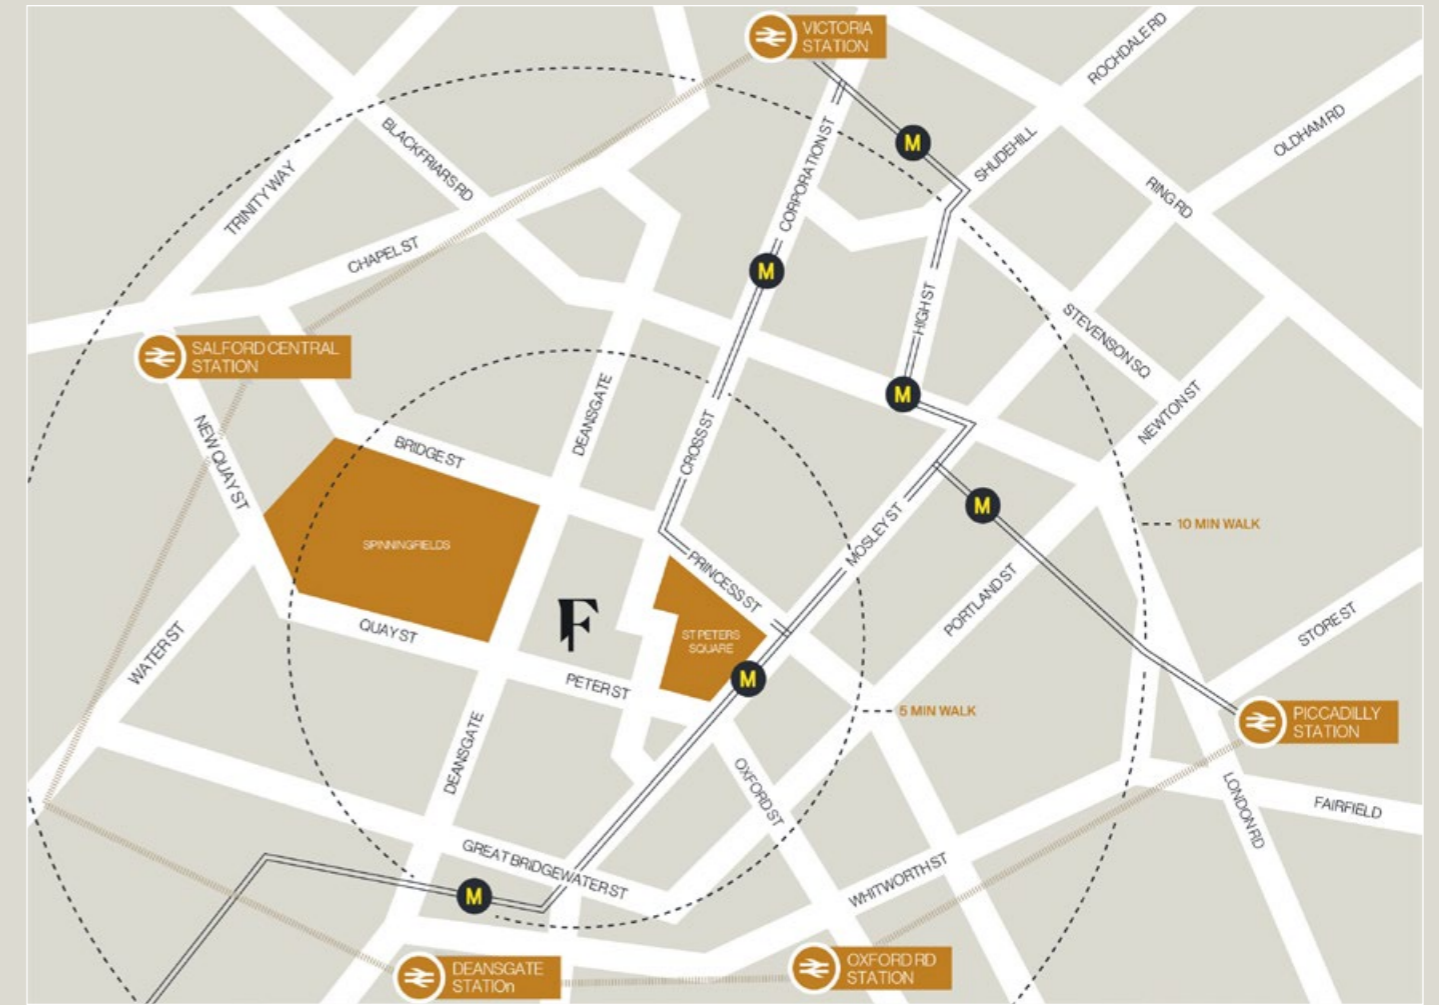 VICTORIA
STATION
ROCHDALE RD
OLDHAM RD
BLACKFRIARS RD
CORPORATION ST
M
SHUDEHILL
TRINITY WAY
RING RD
CHAPEL ST
M
HIGH ST
STEVENSON SQ
SALFORD CENTRAL
STATION
M
DEANSGATE
NEWTON ST
NEW QUAY ST
BRIDGE ST
CROSS ST
M
MOSLEY ST
10 MIN WALK
SPINNINGFIELDS
PRINCESS ST
PORTLAND ST
F
STORE ST
QUAY ST
ST PETERS
SQUARE
WATER ST
PETER ST
M
5 MIN WALK
PICCADILLY
STATION
DEANSGATE
OXFORD ST
LONDON RD
FAIRFIELD
GREAT BRIDGEWATER ST
WHITWORTH ST
M
DEANSGATE
STATIOn
OXFORD RD
STATION